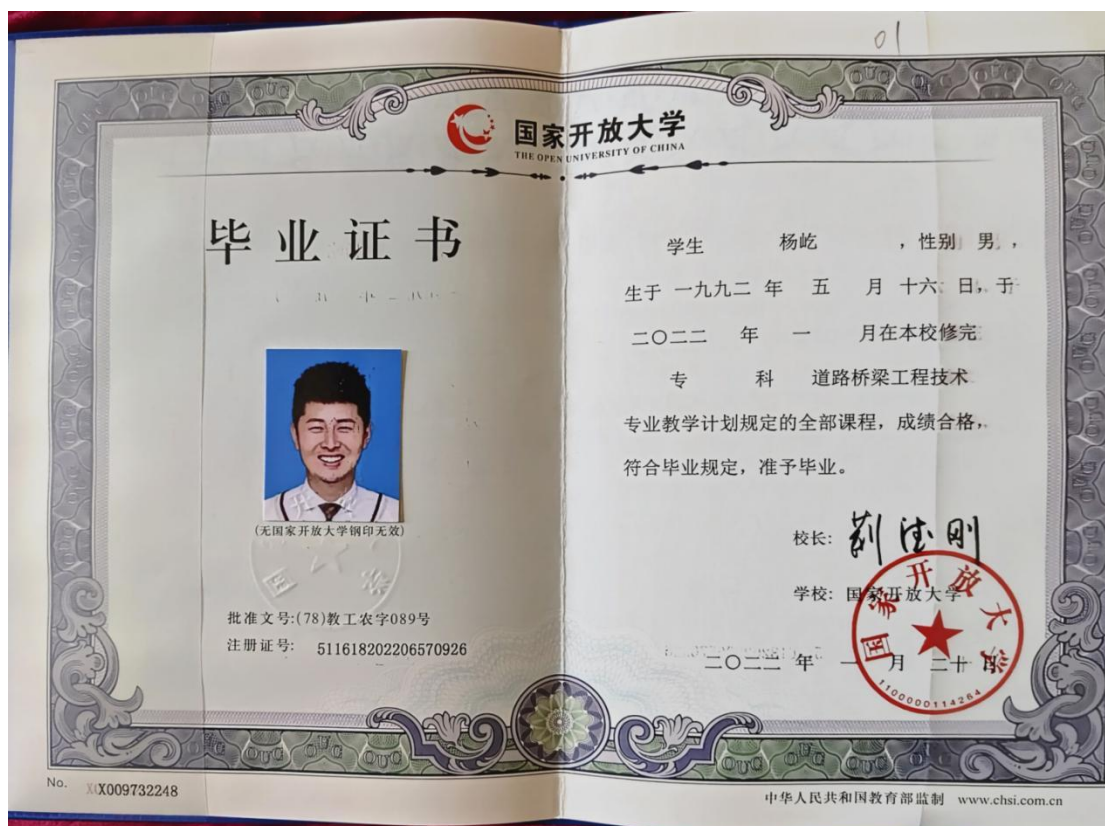 01
国家开放大学
THE OPEN UNIVERSITY OF CHINA
毕业证书
(无国家开放大学钢印无效)
批准文号:(78)教工农字089号
注册证号: 511618202206570926
No. X009732248
学生 杨屹 ，性别 男，
生于 一九九二 年 五 月 十六 日，于
二〇二二 年 一 月在本校修完
专 科 道路桥梁工程技术
专业教学计划规定的全部课程，成绩合格，
符合毕业规定，准予毕业。
校长:
学校: 国家开放大学
二〇二二 年 一 月 二十 日
国家开放大学
1100000114264
中华人民共和国教育部监制 www.chsi.com.cn